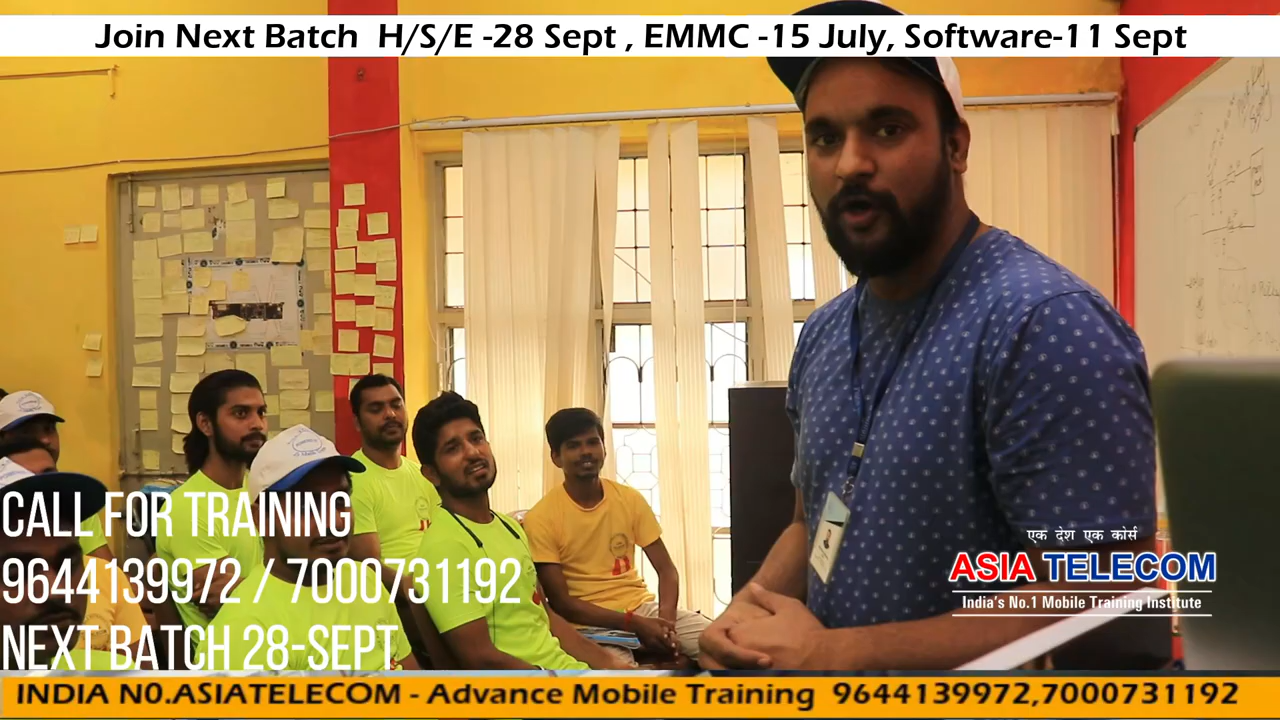 Join Next Batch H/S/E -28 Sept , EMMC -15 July, Software-11 Sept
CALL FOR TRAINING
9644139972 / 7000731192
NEXT BATCH 28-SEPT
एक देश एक कोर्स
ASIA TELECOM
India's No.1 Mobile Training Institute
INDIA N0.ASIATELECOM - Advance Mobile Training 9644139972,7000731192